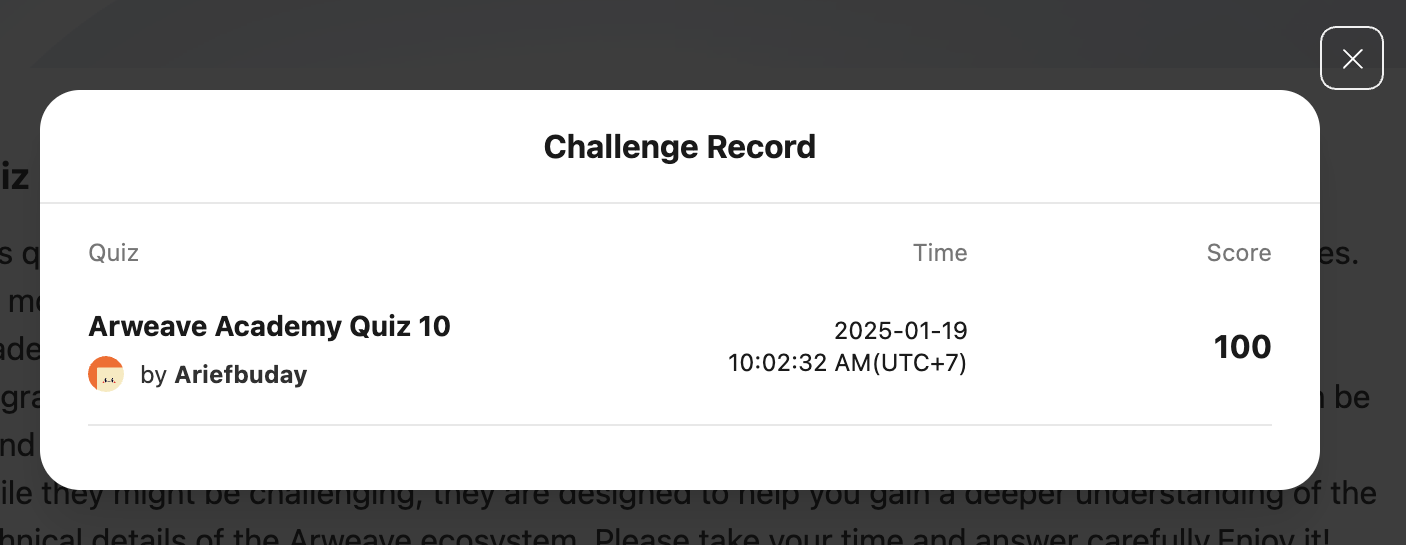 Challenge Record
iz
s q
es.
Quiz Time Score
mo
Arweave Academy Quiz 10
2025-01-19
10:02:32 AM(UTC+7)
100
ade
by Ariefbuday
gra
be
nd
ile they might be challenging, they are designed to help you gain a deeper understanding of the
hnical details of the Arweave ecosystem. Please take your time and answer carefully.Enjoy it!